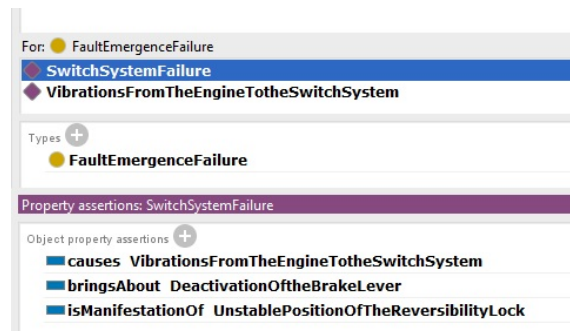 For: FaultEmergenceFailure
SwitchSystemFailure
VibrationsFromTheEngineTotheSwitchSystem
Types
FaultEmergenceFailure
Property assertions: SwitchSystemFailure
Object property assertions
causes VibrationsFromTheEngineTotheSwitchSystem
bringsAbout DeactivationOftheBrakeLever
isManifestationOf UnstablePositionOfTheReversibilityLock